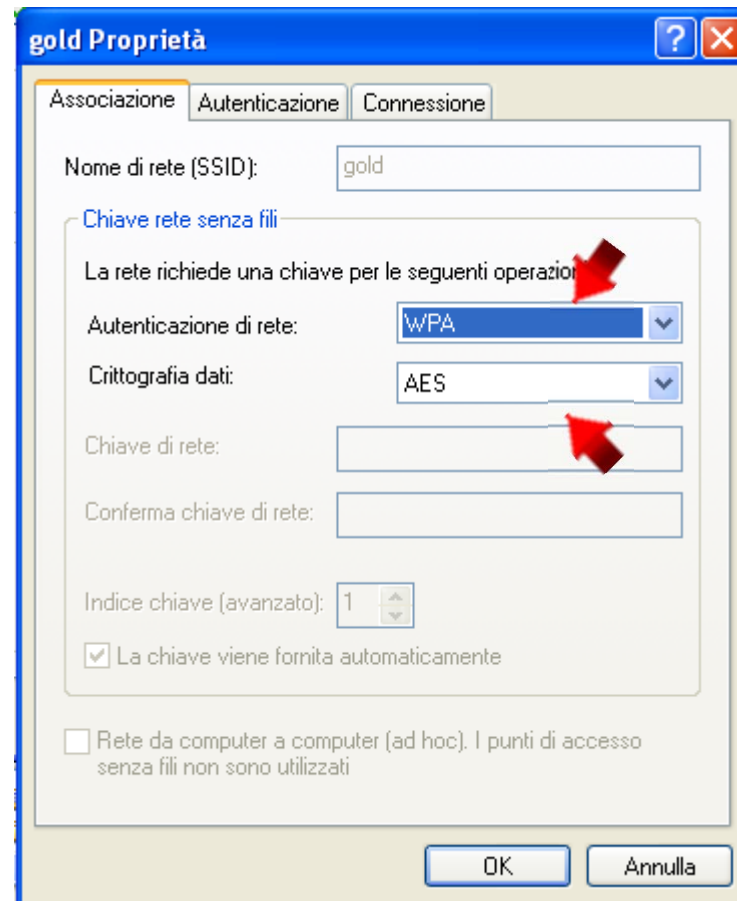 gold Proprietà
Associazione Autenticazione Connessione
Nome di rete (SSID): gold
Chiave rete senza fili
La rete richiede una chiave per le seguenti
Autenticazione di rete: WPA
Crittografia dati: AES
Chiave di rete:
Conferma chiave di rete:
Indice chiave (avanzato): 1
La chiave viene fornita automaticamente
Rete da computer a computer (ad hoc). I punti di accesso
senza fili non sono utilizzati
OK Annulla